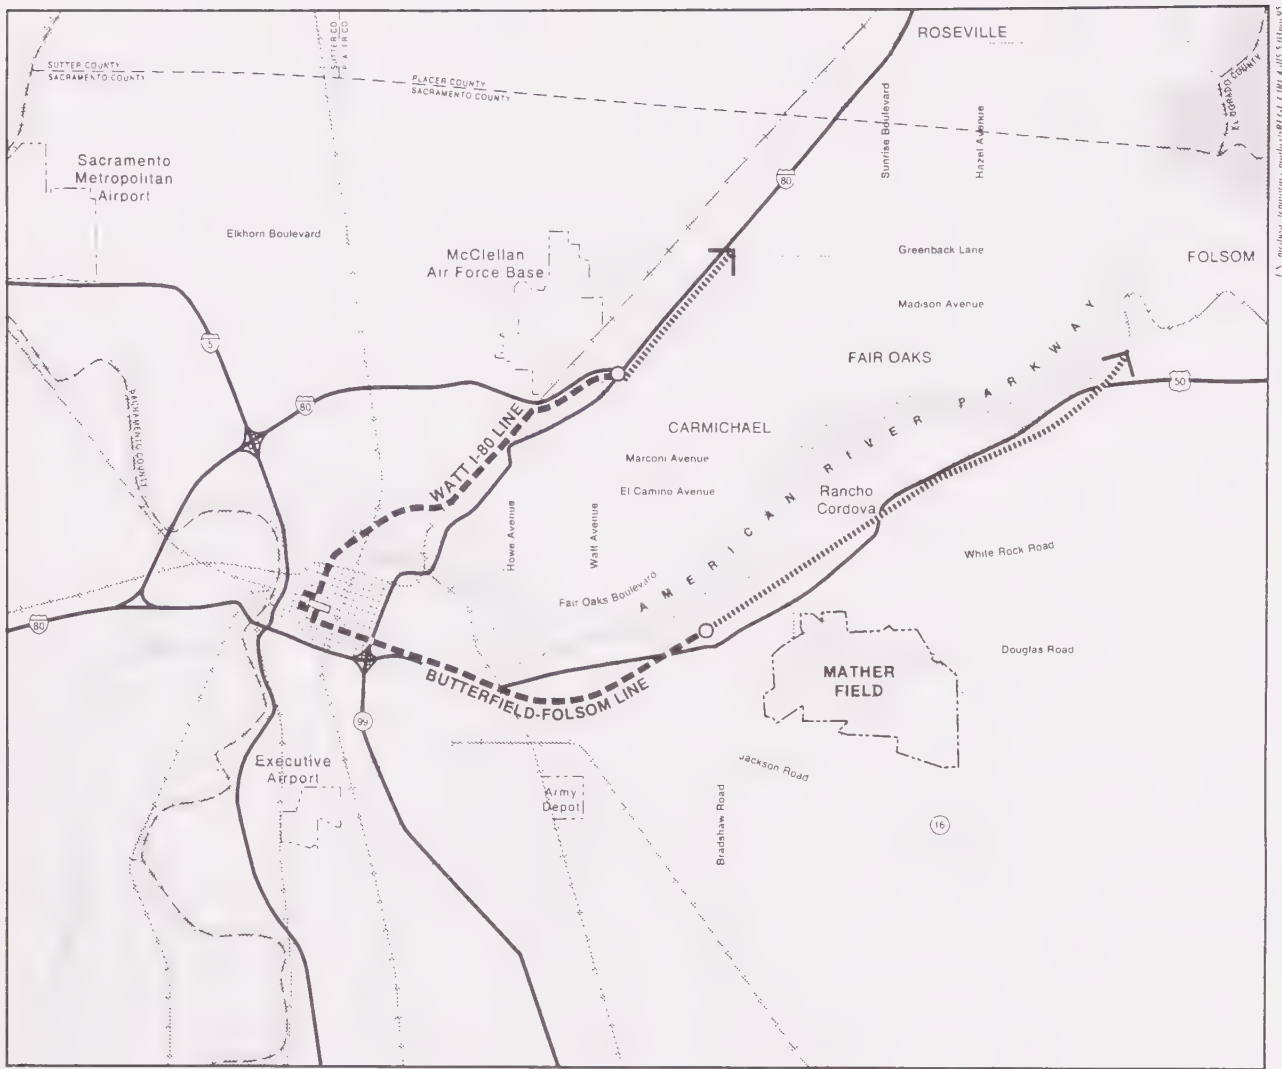 ROSEVILLE
SUTTER COUNTY
SACRAMENTO COUNTY
SUTTER CO
PLACER COUNTY
SACRAMENTO COUNTY
Sunrise Boulevard
Hazel Avenue
80
Sacramento
Metropolitan
Airport
Elkhorn Boulevard
McClellan
Air Force Base
Greenback Lane
FOLSOM
Madison Avenue
5
FAIR OAKS
80
50
WATT I-80 LINE
CARMICHAEL
AMERICAN RIVER PARKWAY
Marconi Avenue
El Camino Avenue
Rancho
Cordova
Howe Avenue
Watt Avenue
White Rock Road
Fair Oaks Boulevard
80
Douglas Road
MATHER
FIELD
BUTTERFIELD-FOLSOM LINE
99
Executive
Airport
Jackson Road
Army
Depot
Bradshaw Road
16